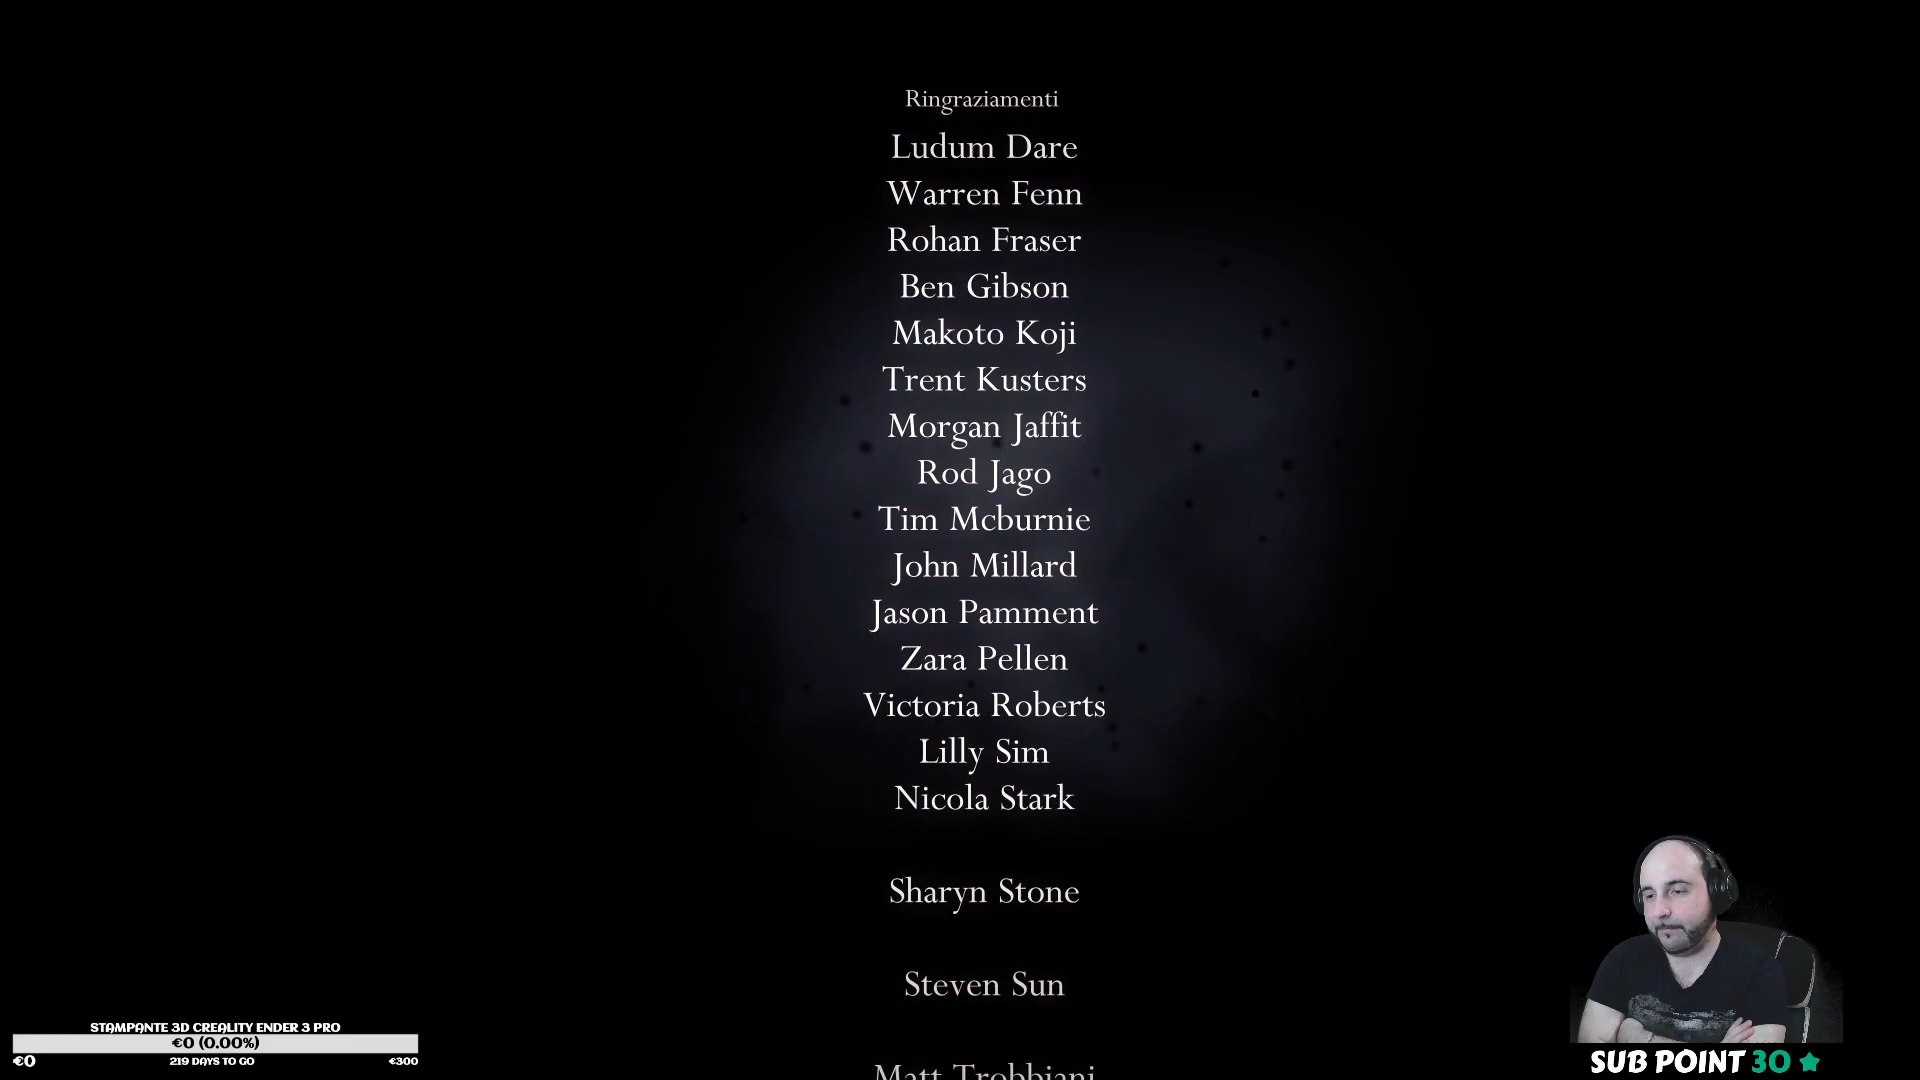 Ringraziamenti
Ludum Dare
Warren Fenn
Rohan Fraser
Ben Gibson
Makoto Koji
Trent Kusters
Morgan Jaffit
Rod Jago
Tim Mcburnie
John Millard
Jason Pamment
Zara Pellen
Victoria Roberts
Lilly Sim
Nicola Stark
Sharyn Stone
Steven Sun
Matt Trobbiani
STAMPANTE 3D CREALITY ENDER 3 PRO
€0 (0.00%)
€0 219 DAYS TO GO €300
SUB POINT 30